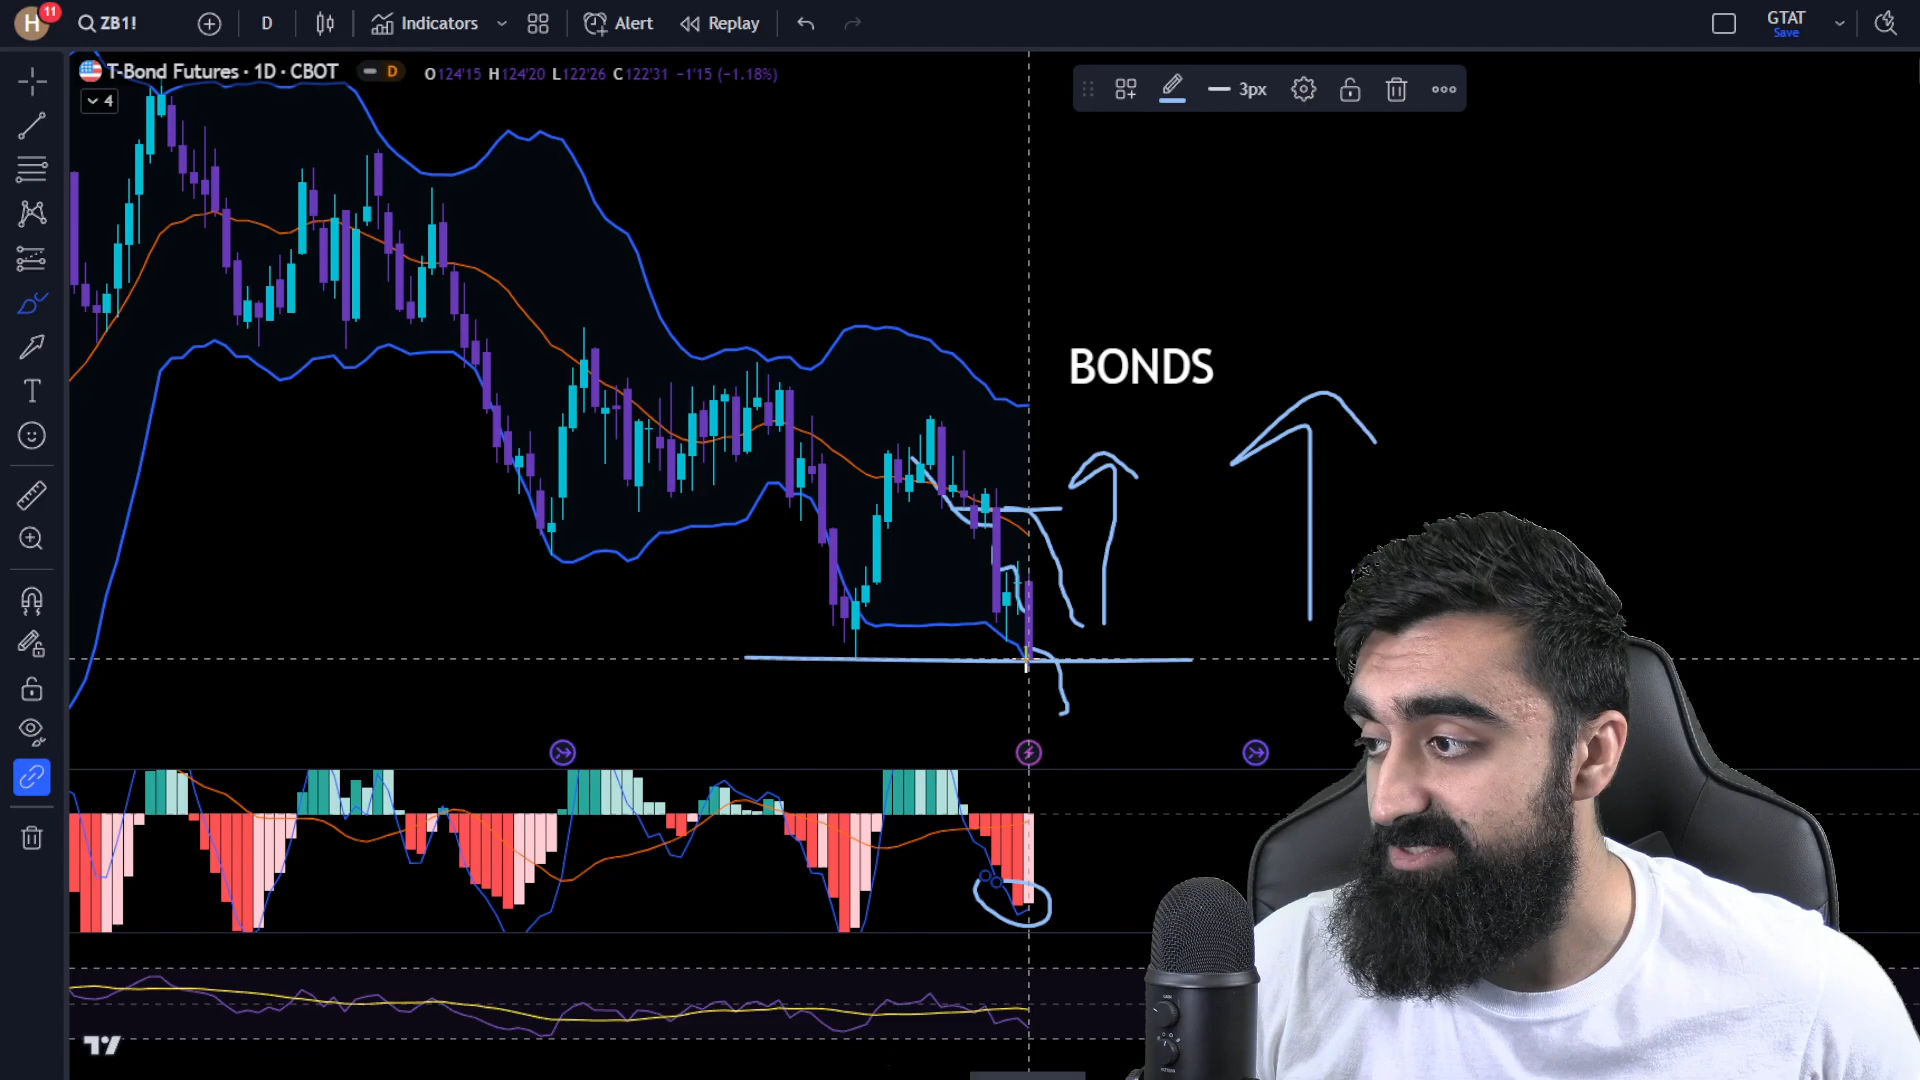 H
11
ZB1!
D
Indicators
Alert
Replay
GTAT
Save
T-Bond Futures · 1D · CBOT
D
O124'15 H124'20 L122'26 C122'31 −1'15 (−1.18%)
4
3px
BONDS